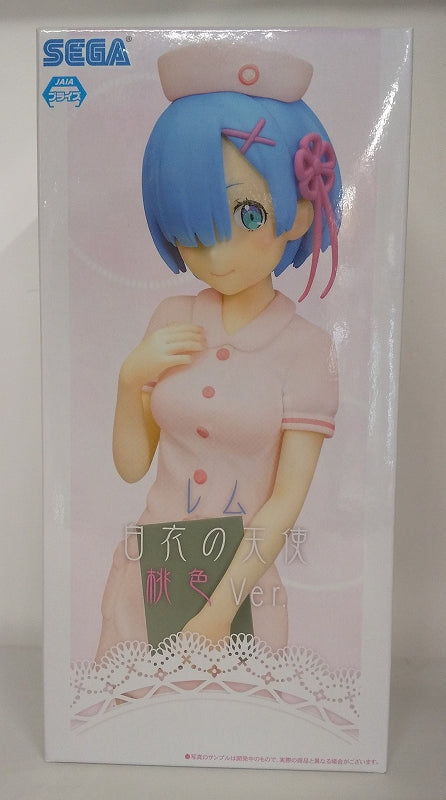 SEGA®
JAIA
プライズ
レム
白衣の天使
桃色 Ver.
●写真のサンプルは開発中のもので、実際の商品と異なる場合がございます。